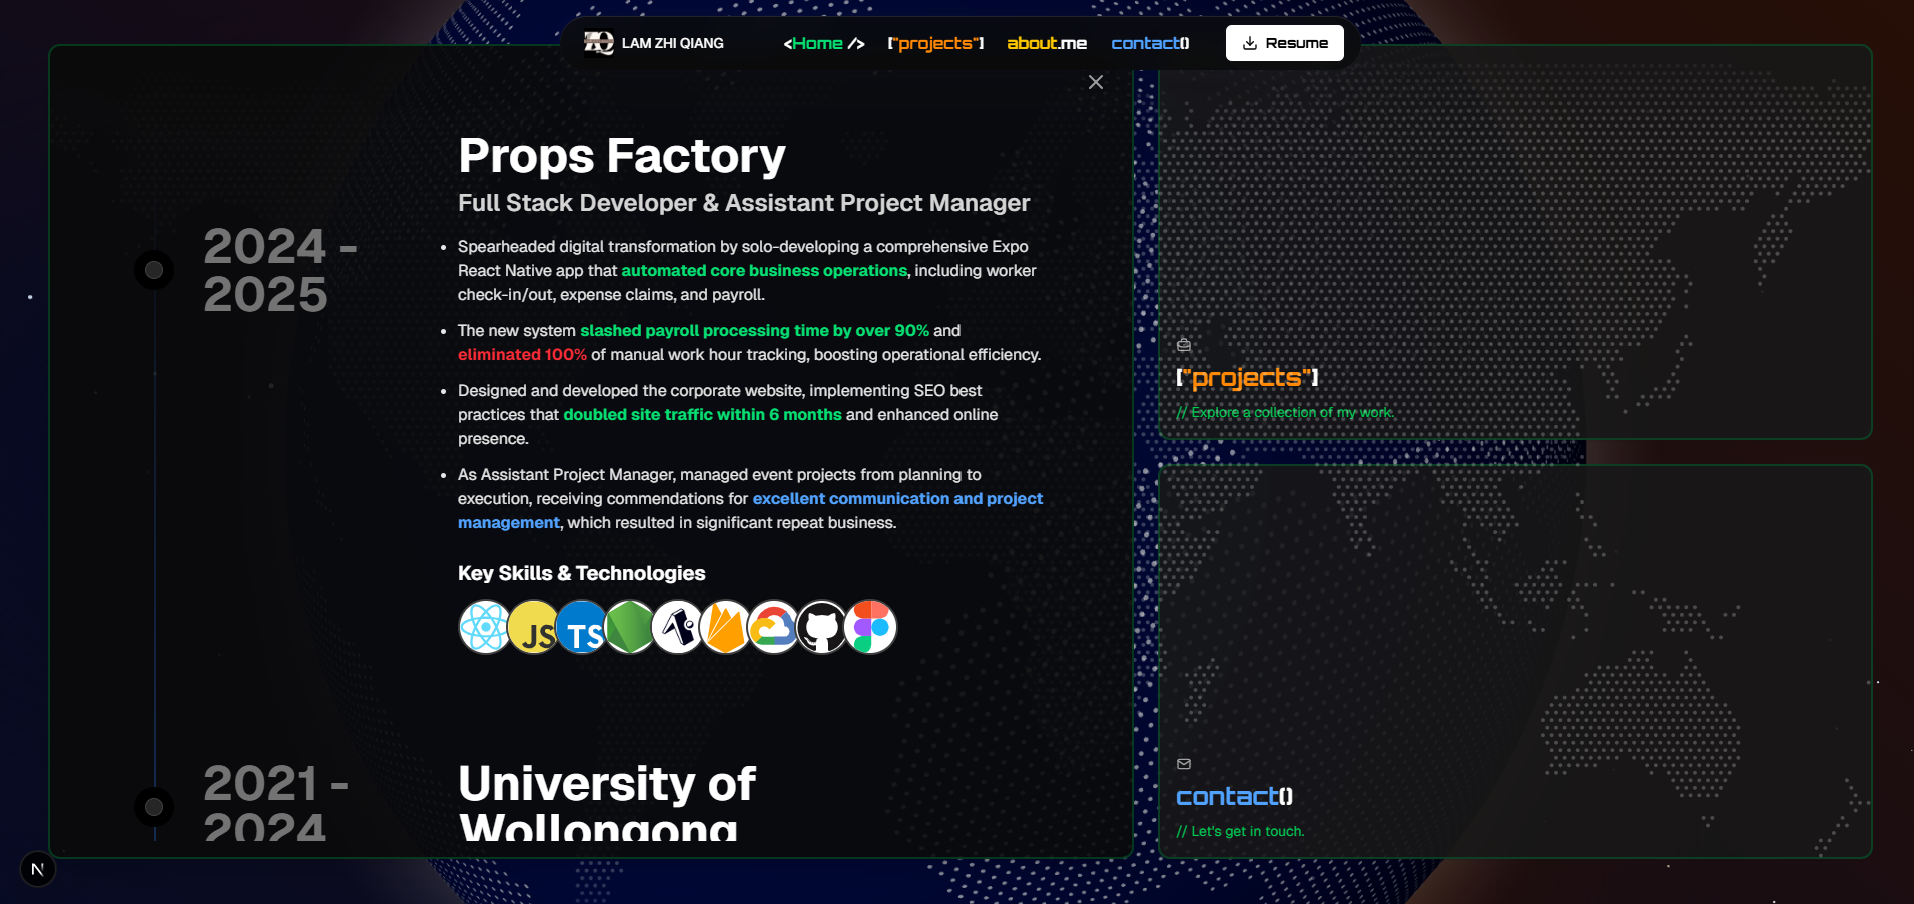 LAM ZHI QIANG
<Home />
["projects"]
about.me
contact()
Resume
2024 -
2025
Props Factory
Full Stack Developer & Assistant Project Manager
Spearheaded digital transformation by solo-developing a comprehensive Expo
React Native app that automated core business operations, including worker
check-in/out, expense claims, and payroll.
The new system slashed payroll processing time by over 90% and
eliminated 100% of manual work hour tracking, boosting operational efficiency.
Designed and developed the corporate website, implementing SEO best
practices that doubled site traffic within 6 months and enhanced online
presence.
As Assistant Project Manager, managed event projects from planning to
execution, receiving commendations for excellent communication and project
management, which resulted in significant repeat business.
Key Skills & Technologies
JS
TS
2021 -
2024
University of
Wollongong
["projects"]
// Explore a collection of my work.
contact()
// Let's get in touch.
N